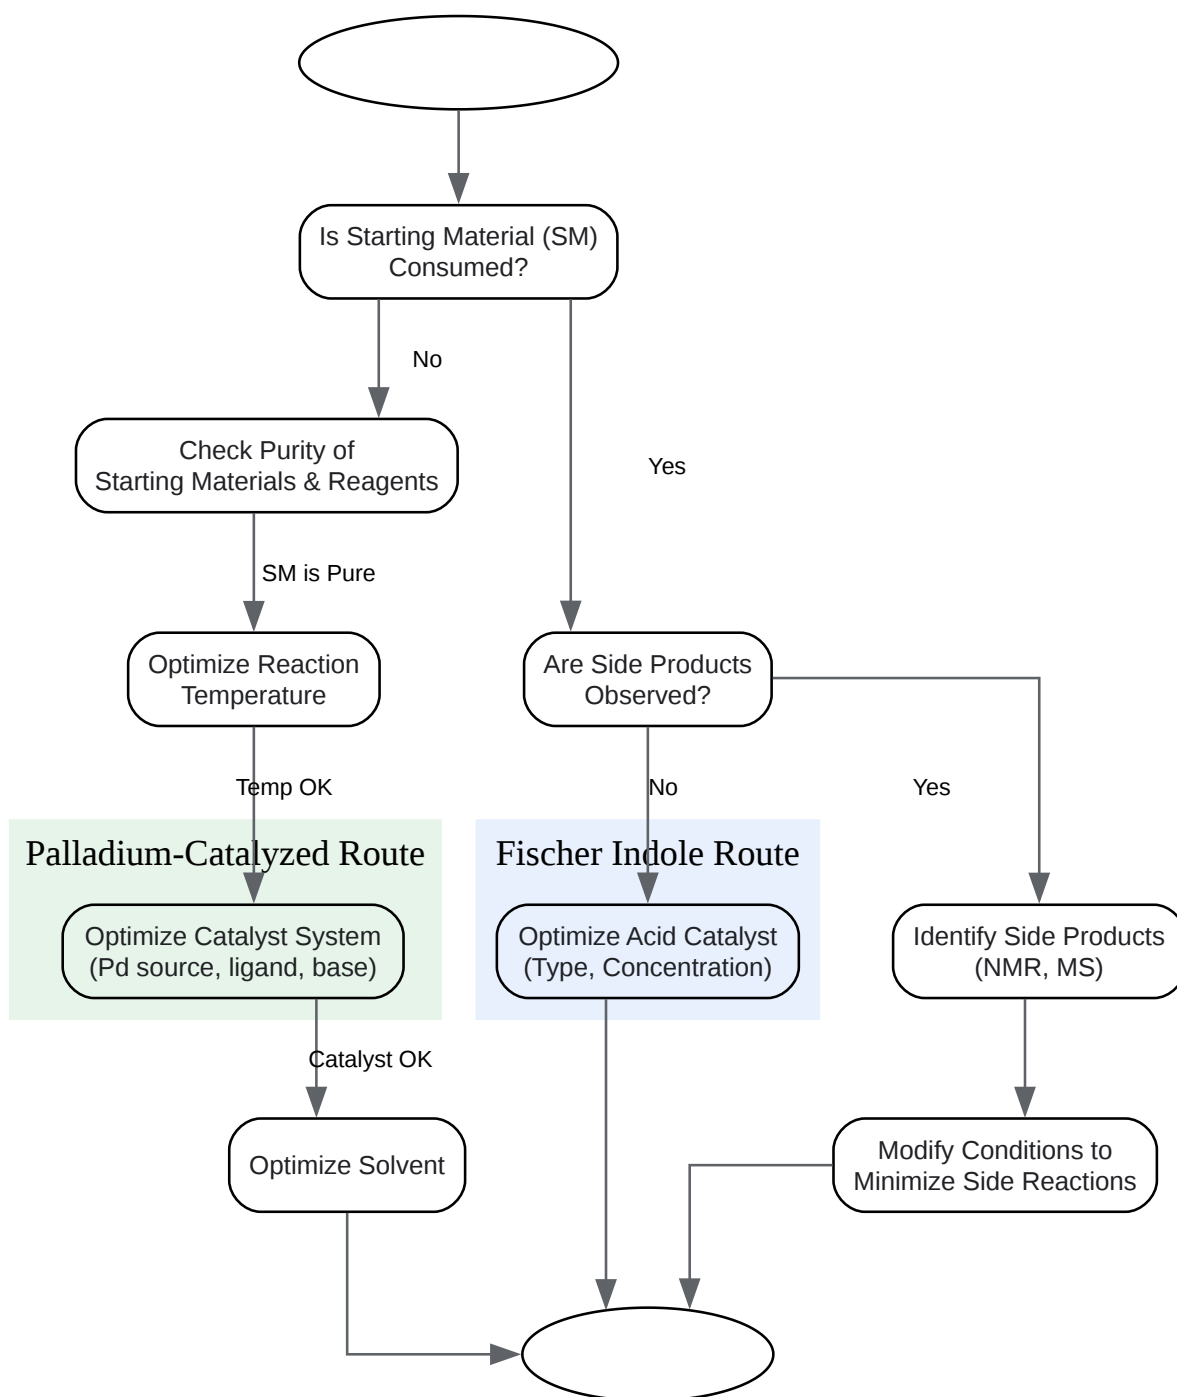 Is Starting Material (SM)
Consumed?
No
Check Purity of
Starting Materials & Reagents
Yes
SM is Pure
Optimize Reaction
Temperature
Are Side Products
Observed?
Temp OK
No
Yes
Palladium-Catalyzed Route
Fischer Indole Route
Optimize Catalyst System
(Pd source, ligand, base)
Optimize Acid Catalyst
(Type, Concentration)
Identify Side Products
(NMR, MS)
Catalyst OK
Optimize Solvent
Modify Conditions to
Minimize Side Reactions